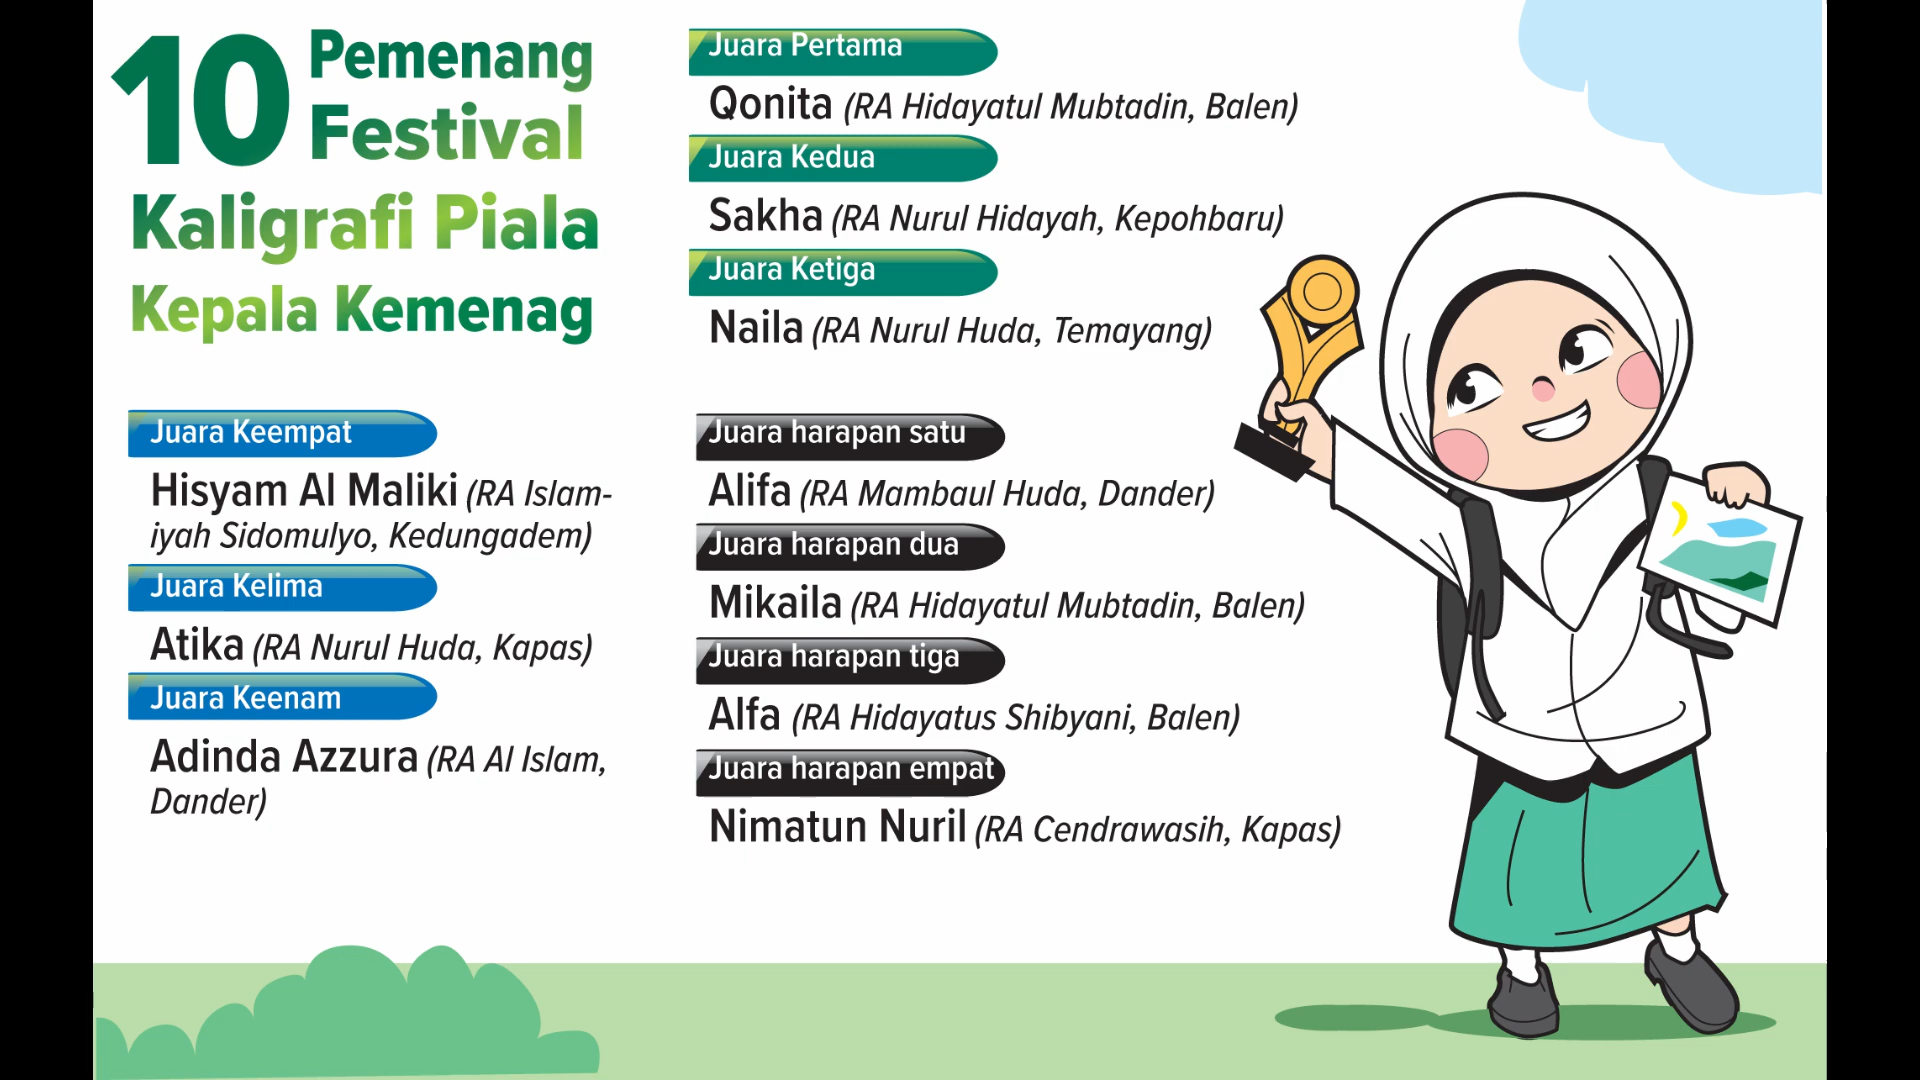 10 Pemenang
Festival
Kaligrafi Piala
Kepala Kemenag
Juara Pertama
Qonita (RA Hidayatul Mubtadin, Balen)
Juara Kedua
Sakha (RA Nurul Hidayah, Kepohbaru)
Juara Ketiga
Naila (RA Nurul Huda, Temayang)
Juara Keempat
Hisyam Al Maliki (RA Islam-
iyah Sidomulyo, Kedungadem)
Juara Kelima
Atika (RA Nurul Huda, Kapas)
Juara Keenam
Adinda Azzura (RA Al Islam,
Dander)
Juara harapan satu
Alifa (RA Mambaul Huda, Dander)
Juara harapan dua
Mikaila (RA Hidayatul Mubtadin, Balen)
Juara harapan tiga
Alfa (RA Hidayatus Shibyani, Balen)
Juara harapan empat
Nimatun Nuril (RA Cendrawasih, Kapas)